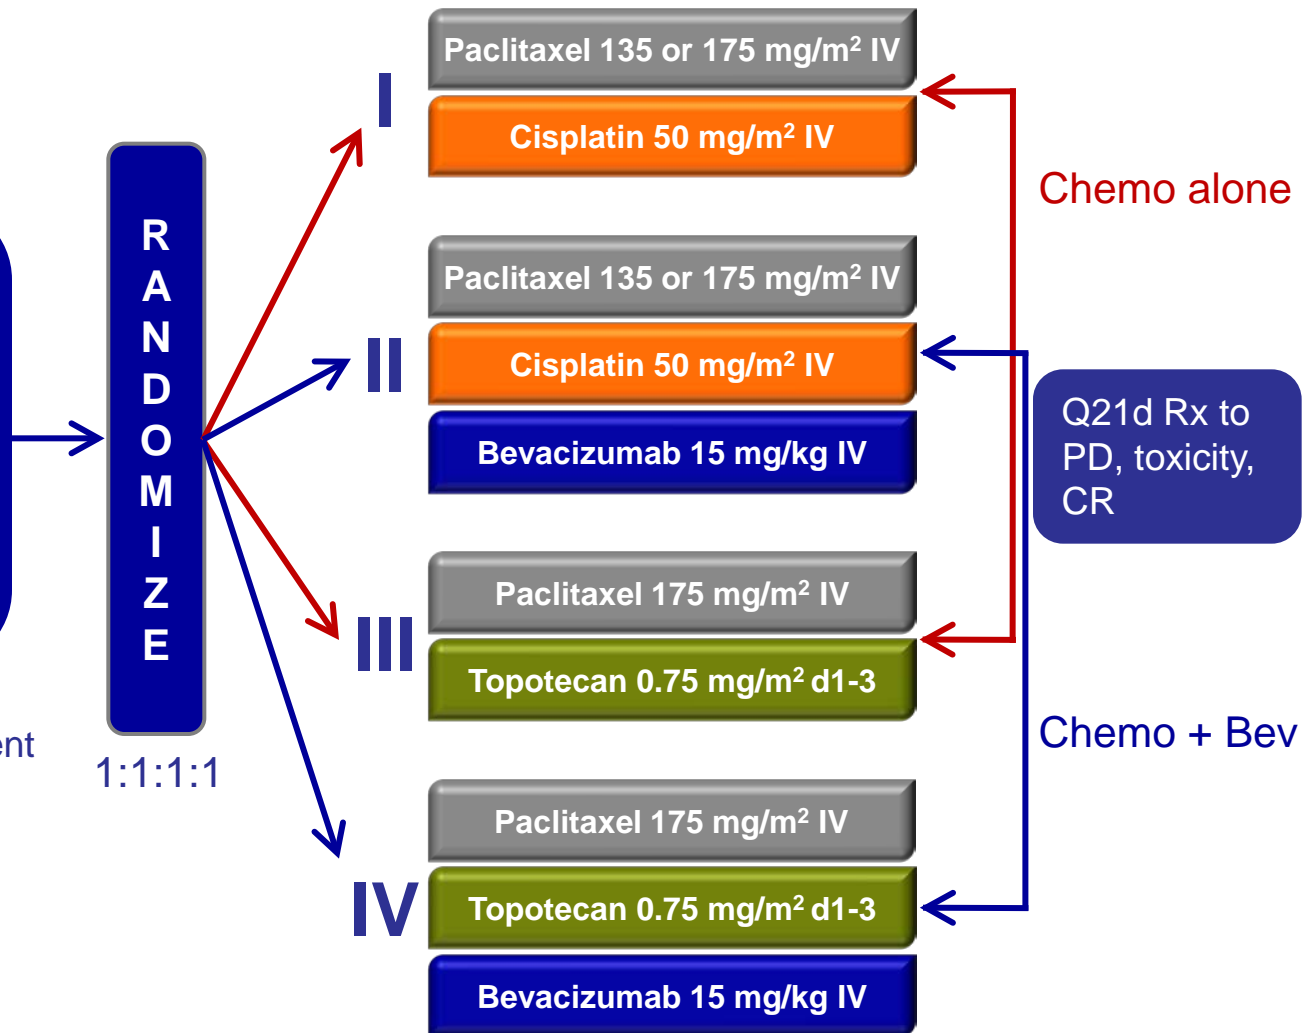 RANDOMIZE
1:1:1:1
I
Paclitaxel 135 or 175 mg/m² IV
Cisplatin 50 mg/m² IV
II
Paclitaxel 135 or 175 mg/m² IV
Cisplatin 50 mg/m² IV
Bevacizumab 15 mg/kg IV
III
Paclitaxel 175 mg/m² IV
Topotecan 0.75 mg/m² d1-3
IV
Paclitaxel 175 mg/m² IV
Topotecan 0.75 mg/m² d1-3
Bevacizumab 15 mg/kg IV
Chemo alone
Q21d Rx to
PD, toxicity,
CR
Chemo + Bev